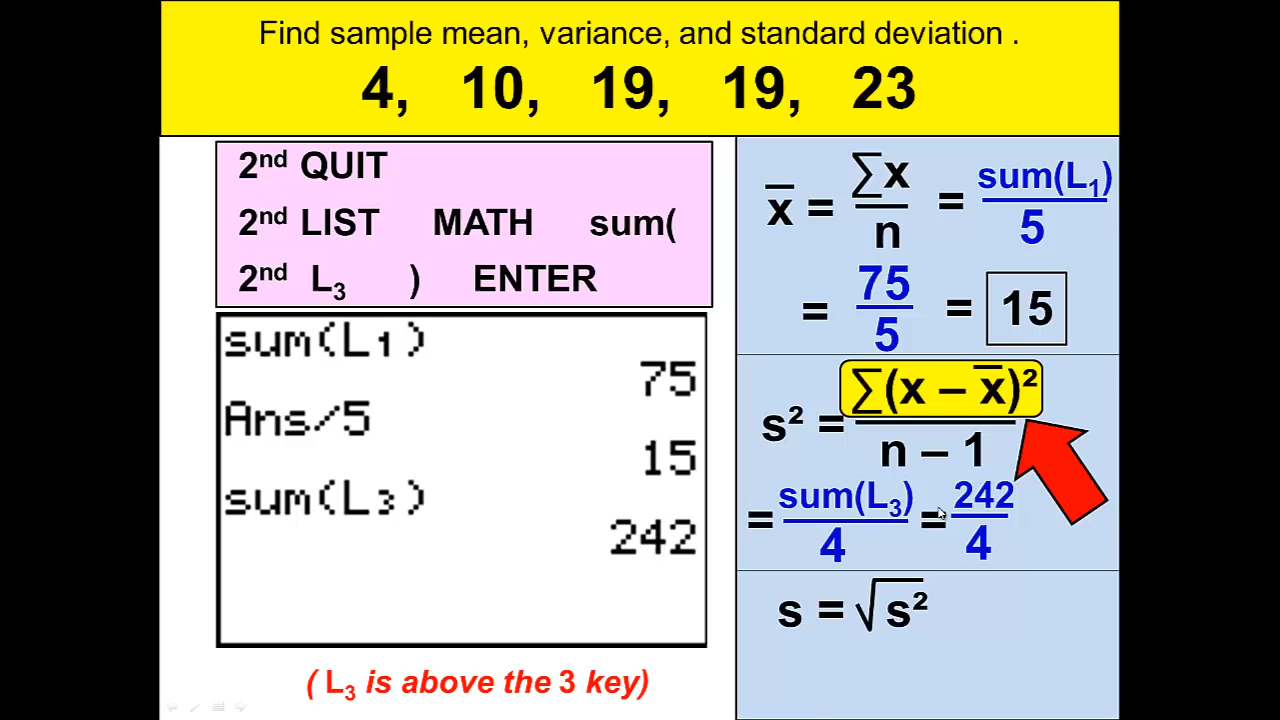 Find sample mean, variance, and standard deviation .
4, 10, 19, 19, 23
2nd QUIT
2nd LIST MATH sum(
2nd L3 ) ENTER
sum(L1)
75
Ans/5
15
sum(L3)
242
( L3 is above the 3 key)
x̅ = ∑x / n = sum(L1) / 5
= 75 / 5 = 15
s² = ∑(x – x̅)² / n – 1
= sum(L3) / 4 = 242 / 4
s = √s²